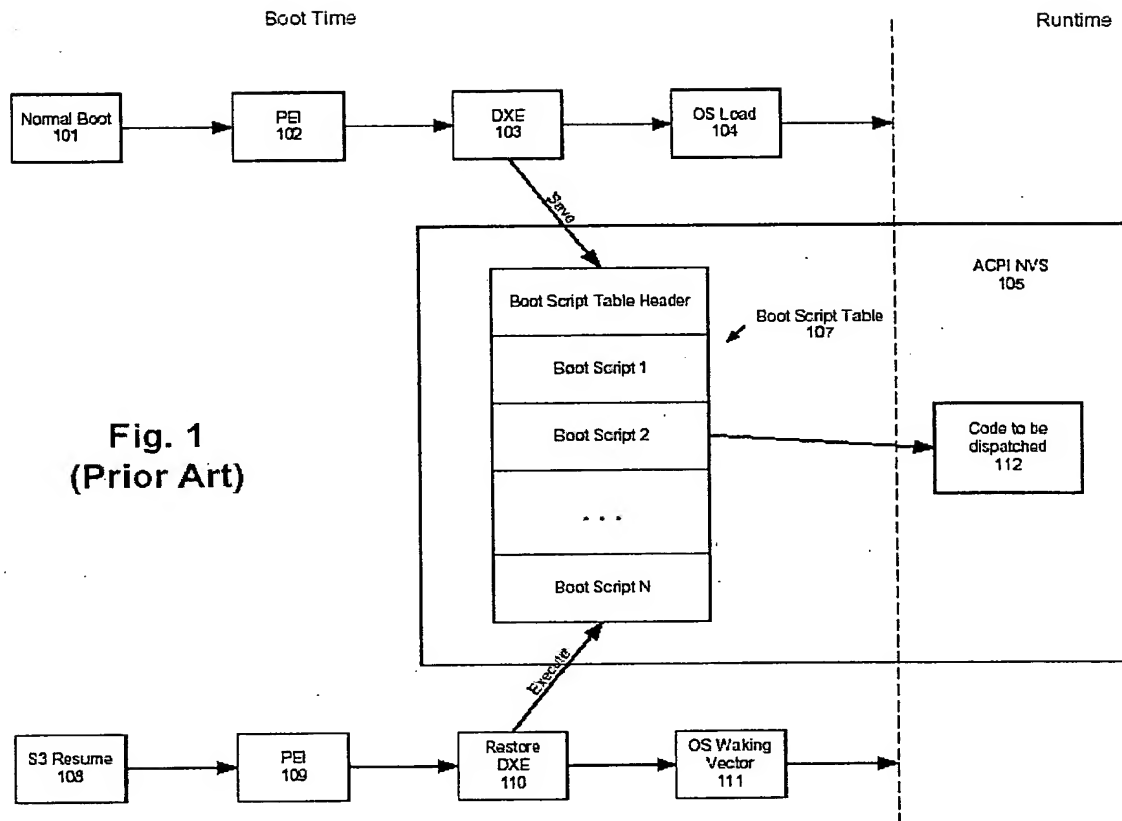 Boot Time
Runtime
Normal Boot
101
PEI
102
DXE
103
OS Load
104
Save
ACPI NVS
105
Boot Script Table Header
Boot Script Table
107
Boot Script 1
Boot Script 2
Code to be
dispatched
112
Fig. 1
(Prior Art)
. . .
Boot Script N
Execute
S3 Resume
108
PEI
109
Restore
DXE
110
OS Waking
Vector
111